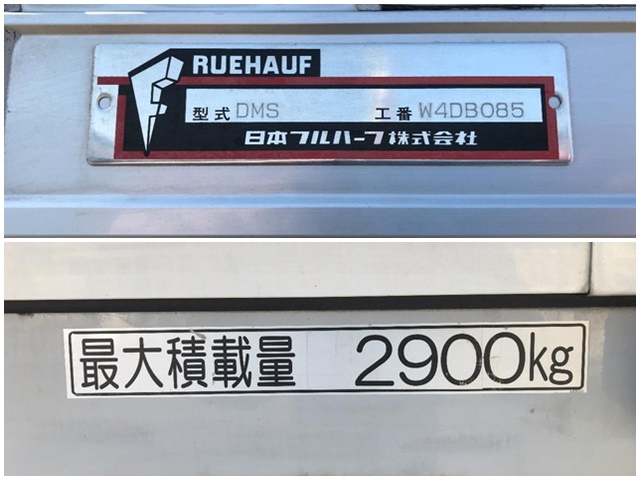 FRUEHAUF
型式 DMS 工番 W4DB085
日本フルハーフ株式会社
最大積載量 2900kg